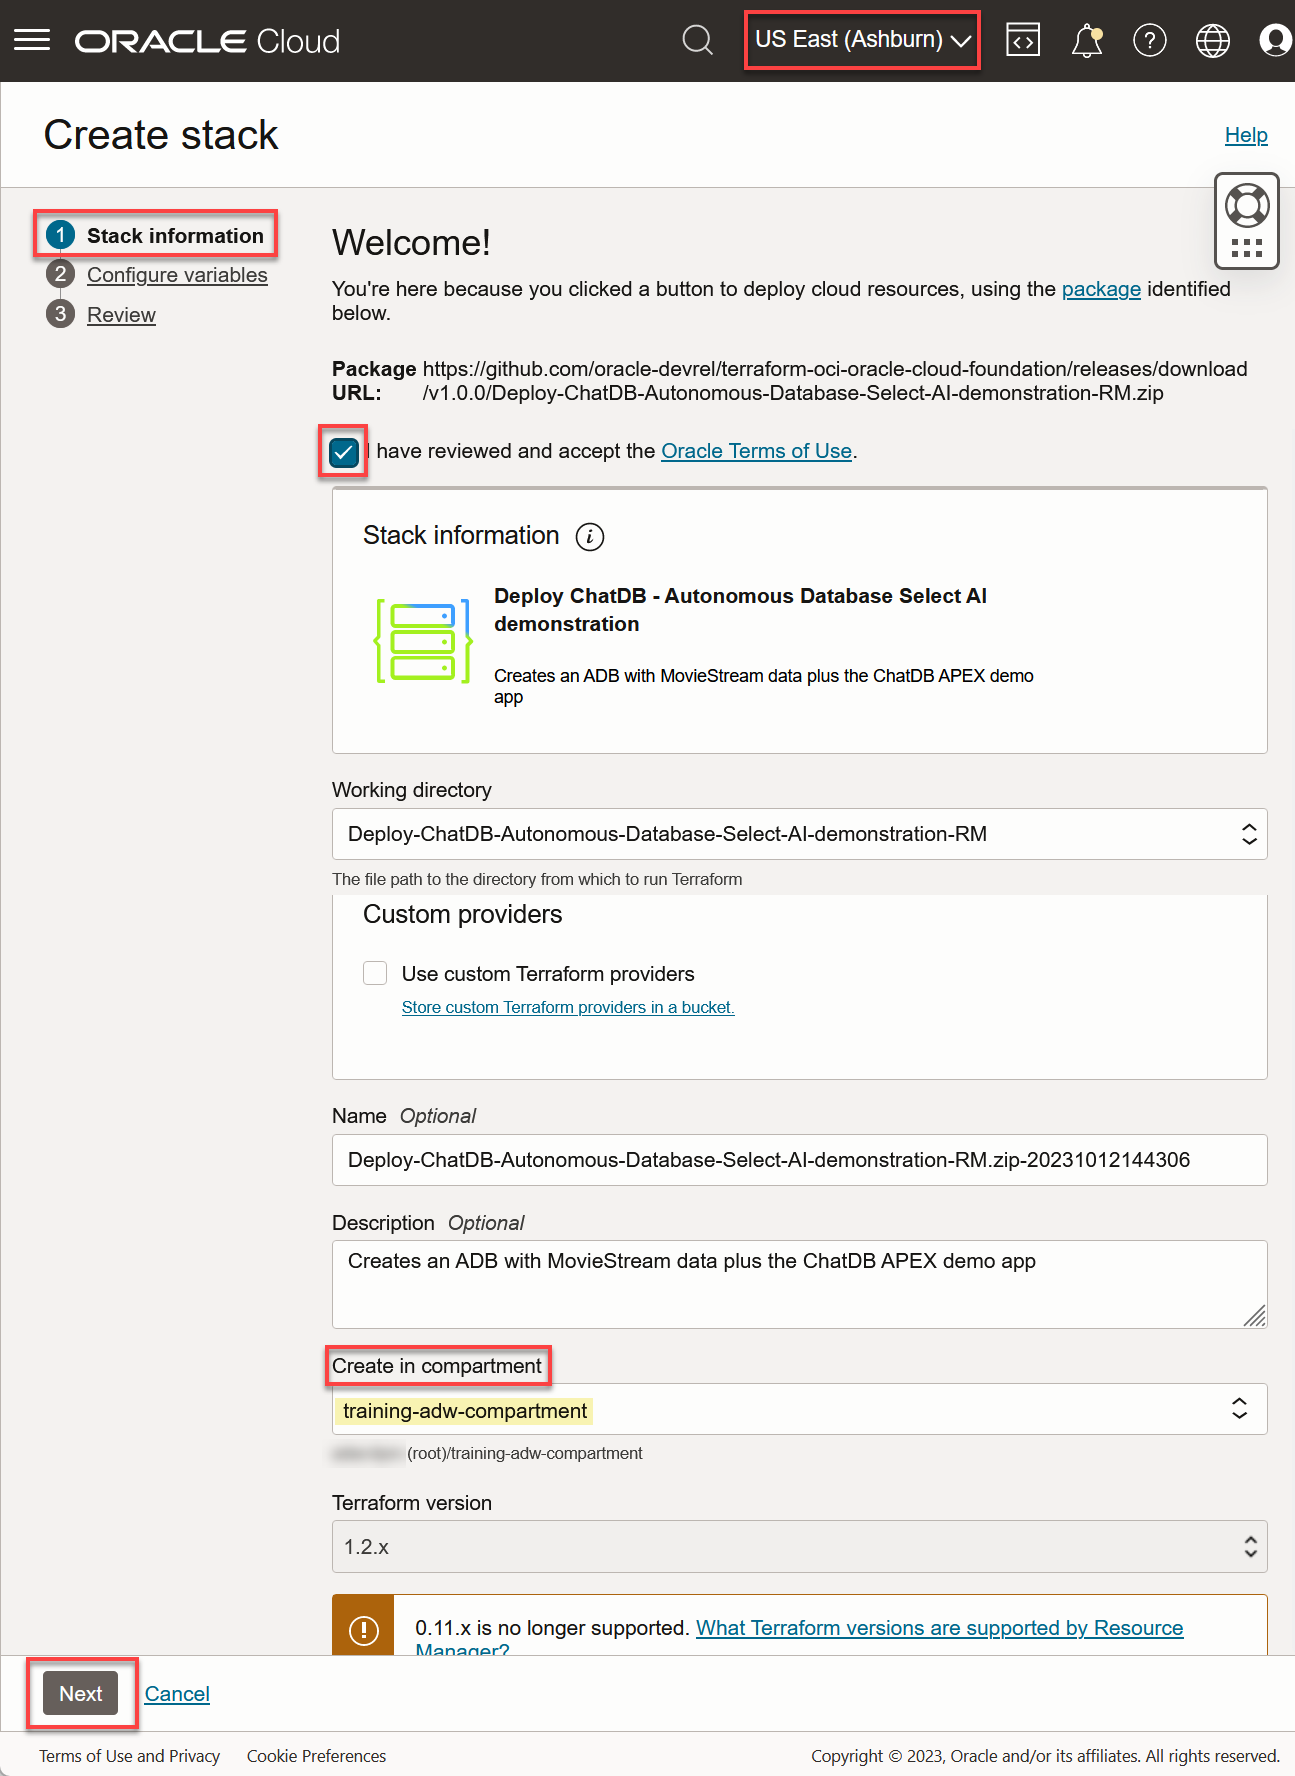 ORACLE Cloud
US East (Ashburn)
Create stack
Help
1 Stack information
2 Configure variables
3 Review
Welcome!
You're here because you clicked a button to deploy cloud resources, using the package identified
below.
Package URL: https://github.com/oracle-devrel/terraform-oci-oracle-cloud-foundation/releases/download
/v1.0.0/Deploy-ChatDB-Autonomous-Database-Select-AI-demonstration-RM.zip
I have reviewed and accept the Oracle Terms of Use.
Stack information
Deploy ChatDB - Autonomous Database Select AI
demonstration
Creates an ADB with MovieStream data plus the ChatDB APEX demo
app
Working directory
Deploy-ChatDB-Autonomous-Database-Select-AI-demonstration-RM
The file path to the directory from which to run Terraform
Custom providers
Use custom Terraform providers
Store custom Terraform providers in a bucket.
Name Optional
Deploy-ChatDB-Autonomous-Database-Select-AI-demonstration-RM.zip-20231012144306
Description Optional
Creates an ADB with MovieStream data plus the ChatDB APEX demo app
Create in compartment
training-adw-compartment
(root)/training-adw-compartment
Terraform version
1.2.x
0.11.x is no longer supported. What Terraform versions are supported by Resource
Manager?
Next Cancel
Terms of Use and Privacy Cookie Preferences
Copyright © 2023, Oracle and/or its affiliates. All rights reserved.